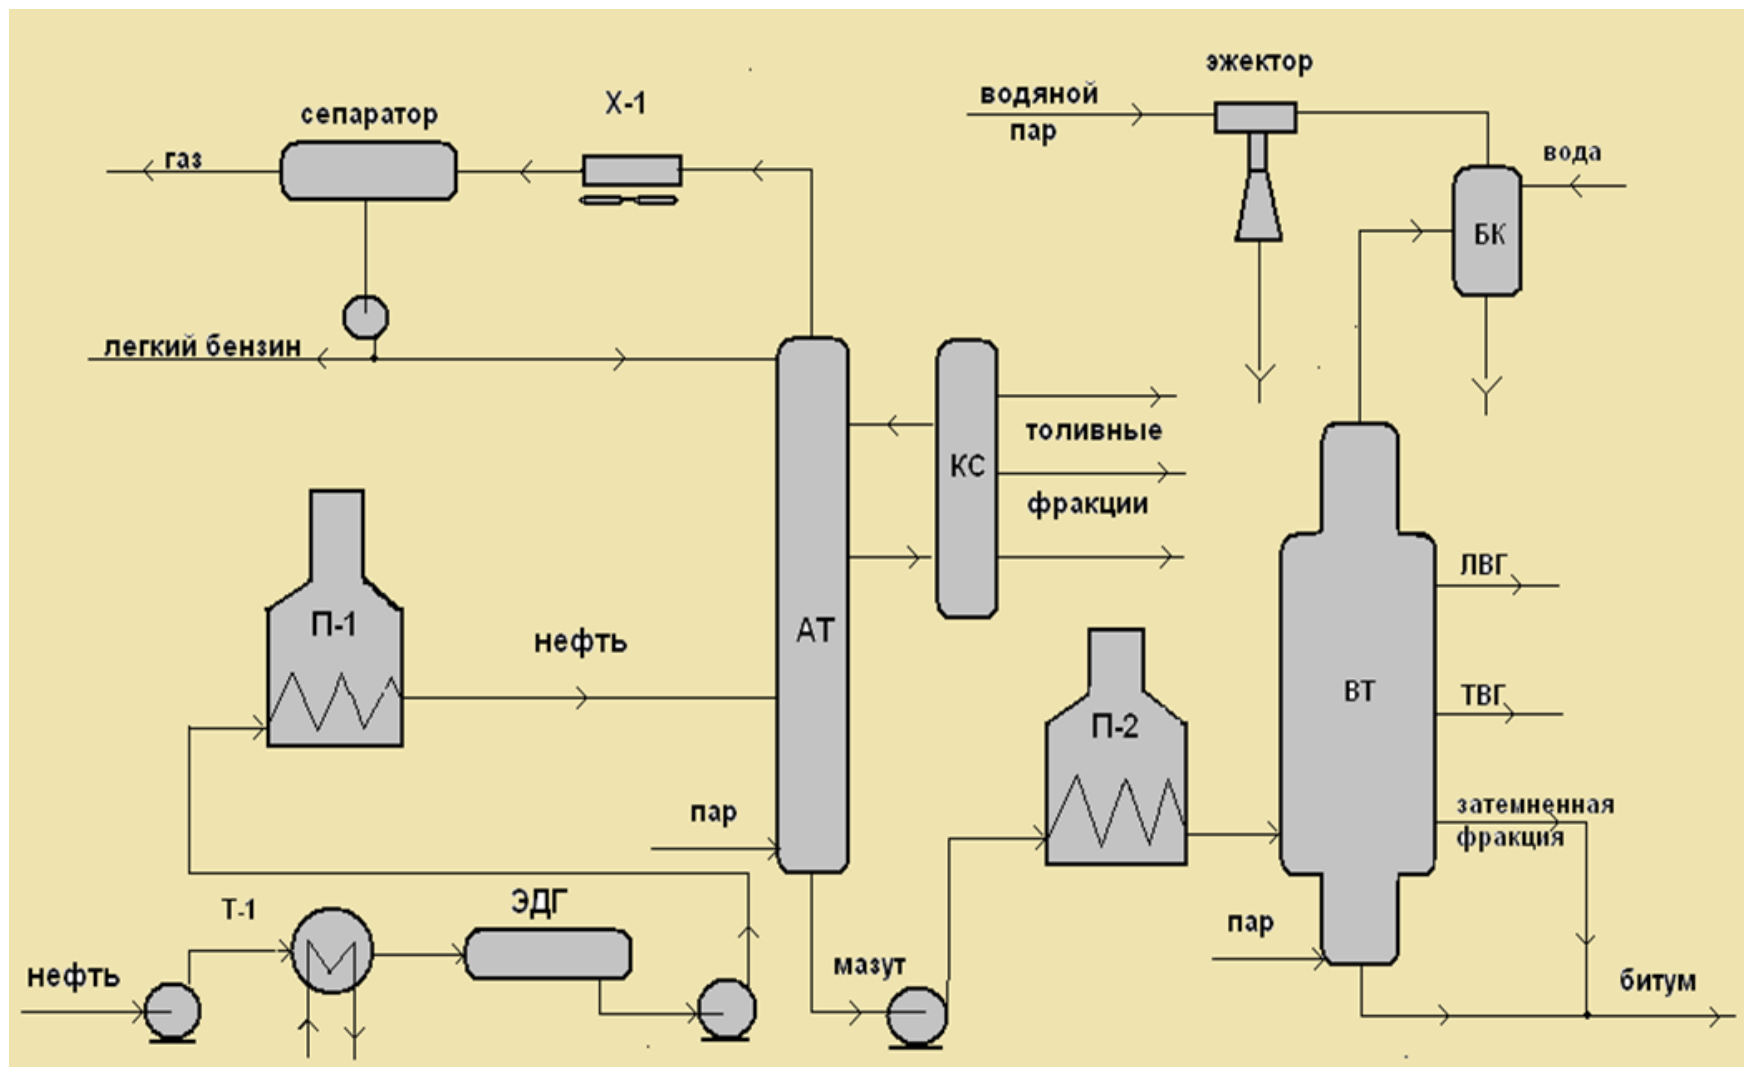 эжектор
водяной
пар
вода
БК
Х-1
сепаратор
газ
легкий бензин
КС
топливные
фракции
АТ
П-1
нефть
ЛВГ
ВТ
ТВГ
П-2
затемненная
фракция
пар
пар
Т-1
ЭДГ
нефть
мазут
битум